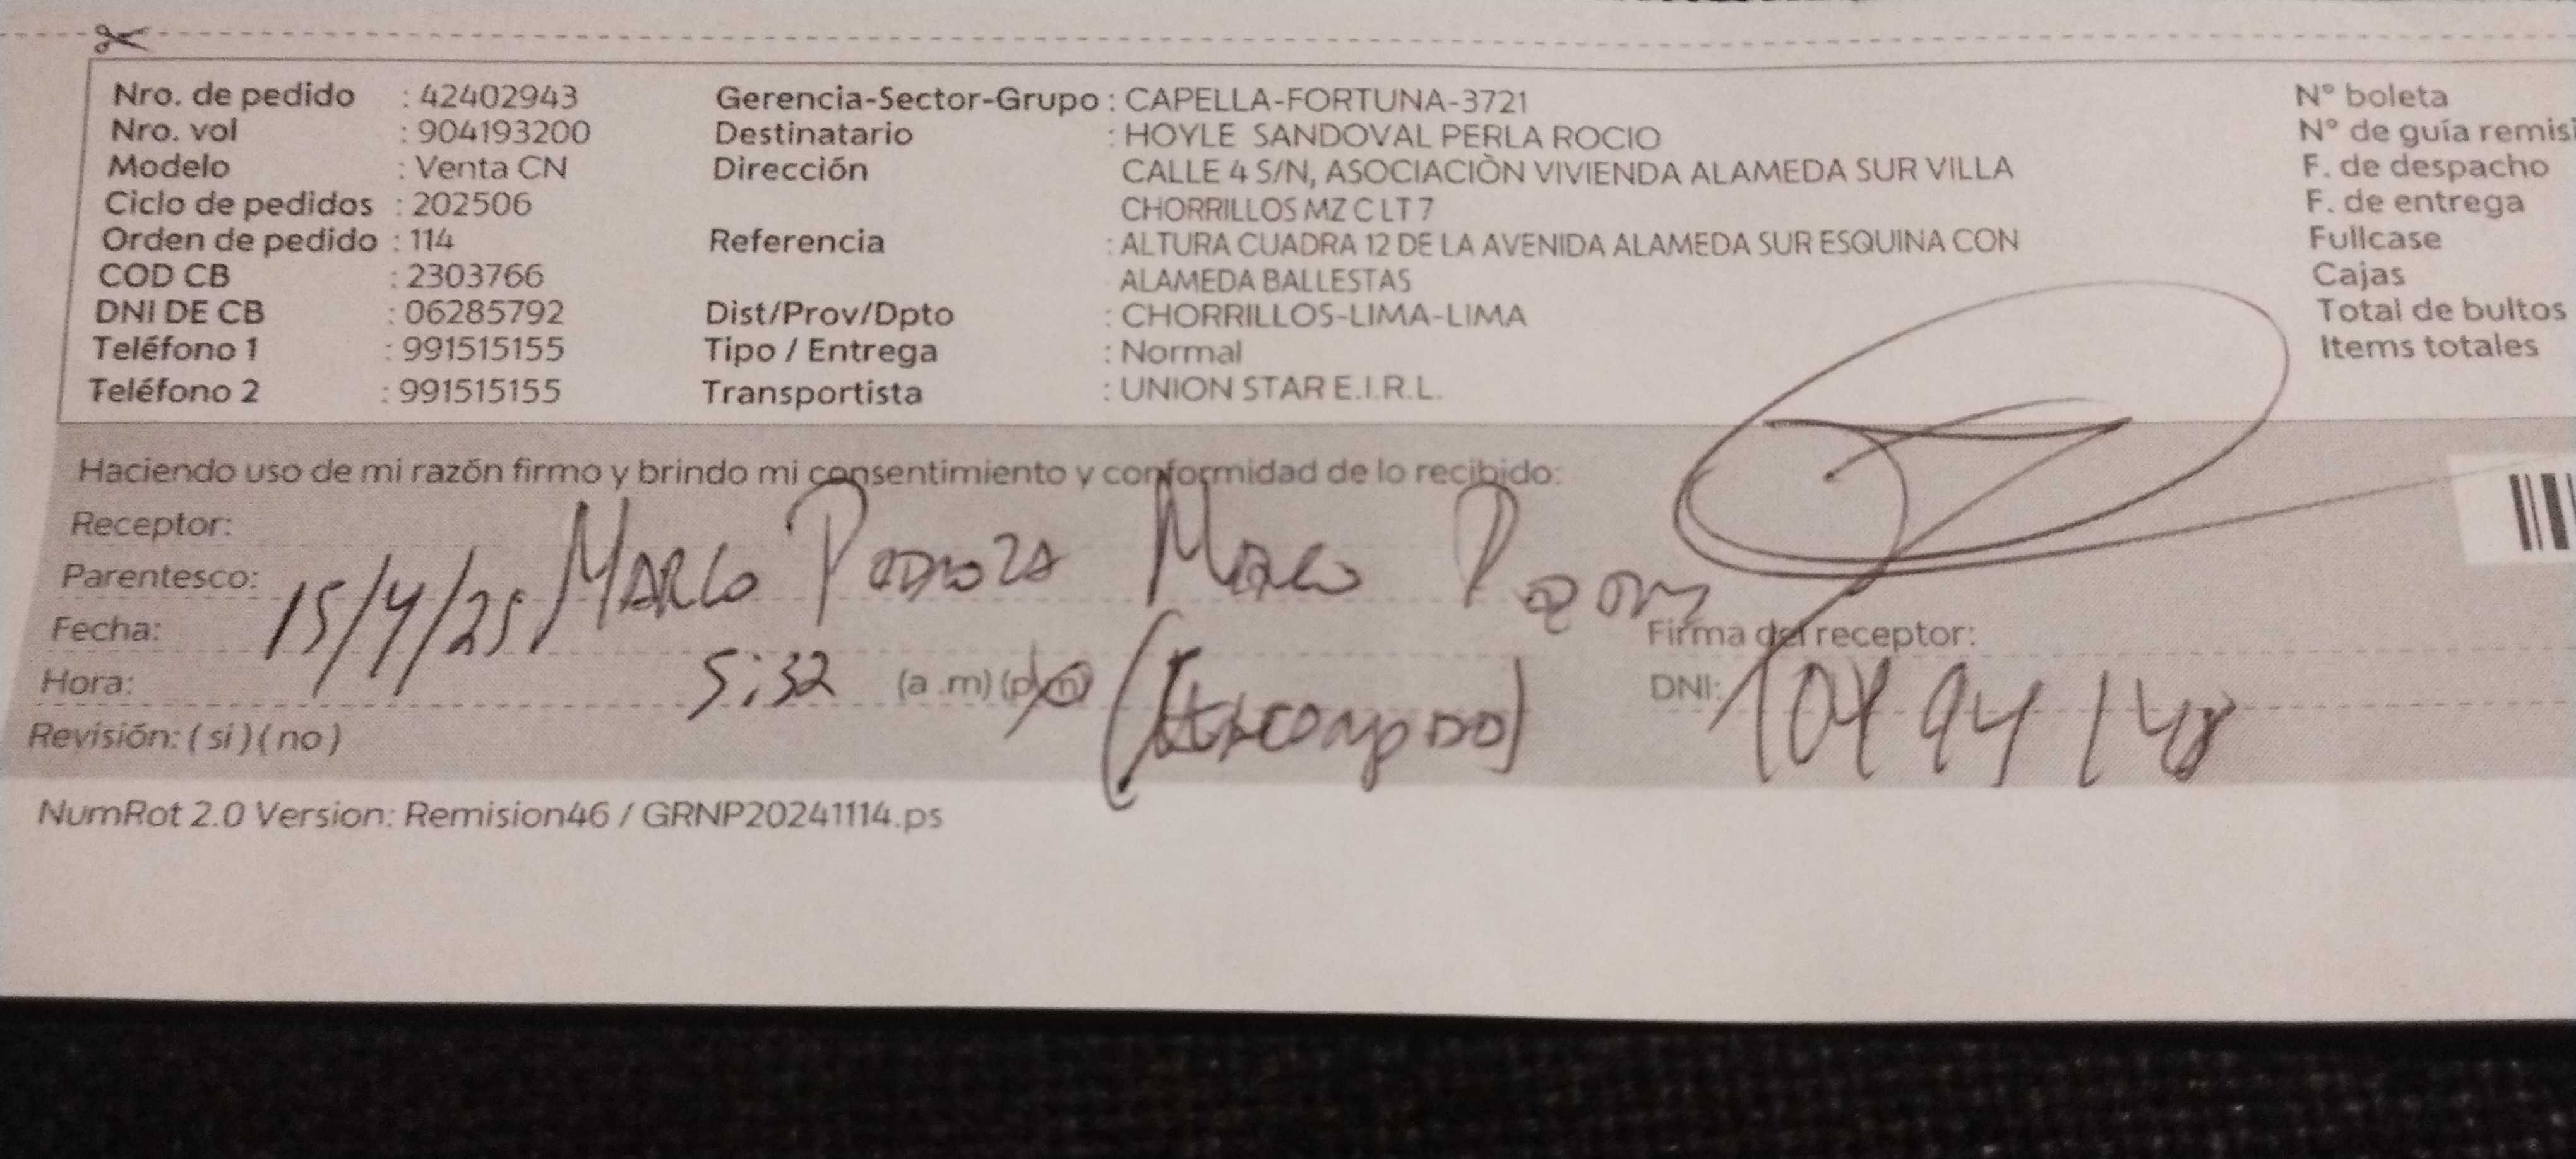 Nro. de pedido : 42402943 Gerencia-Sector-Grupo : CAPELLA-FORTUNA-3721 N° boleta
Nro. vol : 904193200 Destinatario : HOYLE SANDOVAL PERLA ROCIO N° de guía remisi
Modelo : Venta CN Dirección CALLE 4 S/N, ASOCIACIÒN VIVIENDA ALAMEDA SUR VILLA F. de despacho
Ciclo de pedidos : 202506 CHORRILLOS MZ C LT 7 F. de entrega
Orden de pedido : 114 Referencia : ALTURA CUADRA 12 DE LA AVENIDA ALAMEDA SUR ESQUINA CON Fullcase
COD CB : 2303766 ALAMEDA BALLESTAS Cajas
DNI DE CB : 06285792 Dist/Prov/Dpto : CHORRILLOS-LIMA-LIMA Total de bultos
Teléfono 1 : 991515155 Tipo / Entrega : Normal Items totales
Teléfono 2 : 991515155 Transportista : UNION STAR E.I.R.L.
Haciendo uso de mi razón firmo y brindo mi consentimiento y conformidad de lo recibido:
Receptor:
Parentesco: MARCO
Fecha: 15/4/25 Firma del receptor:
Hora: 5:32 (a .m) (p.m) DNI:
Revisión: ( si ) ( no )
NumRot 2.0 Version: Remision46 / GRNP20241114.ps